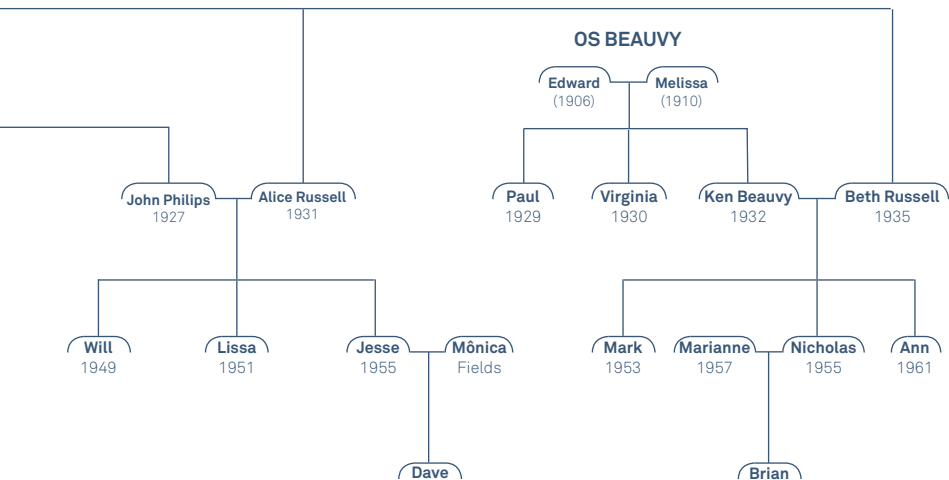 OS BEAUVY
Edward
(1906)
Melissa
(1910)
John Philips
1927
Alice Russell
1931
Paul
1929
Virginia
1930
Ken Beauvy
1932
Beth Russell
1935
Will
1949
Lissa
1951
Jesse
1955
Mônica
Fields
Mark
1953
Marianne
1957
Nicholas
1955
Ann
1961
Dave
Brian